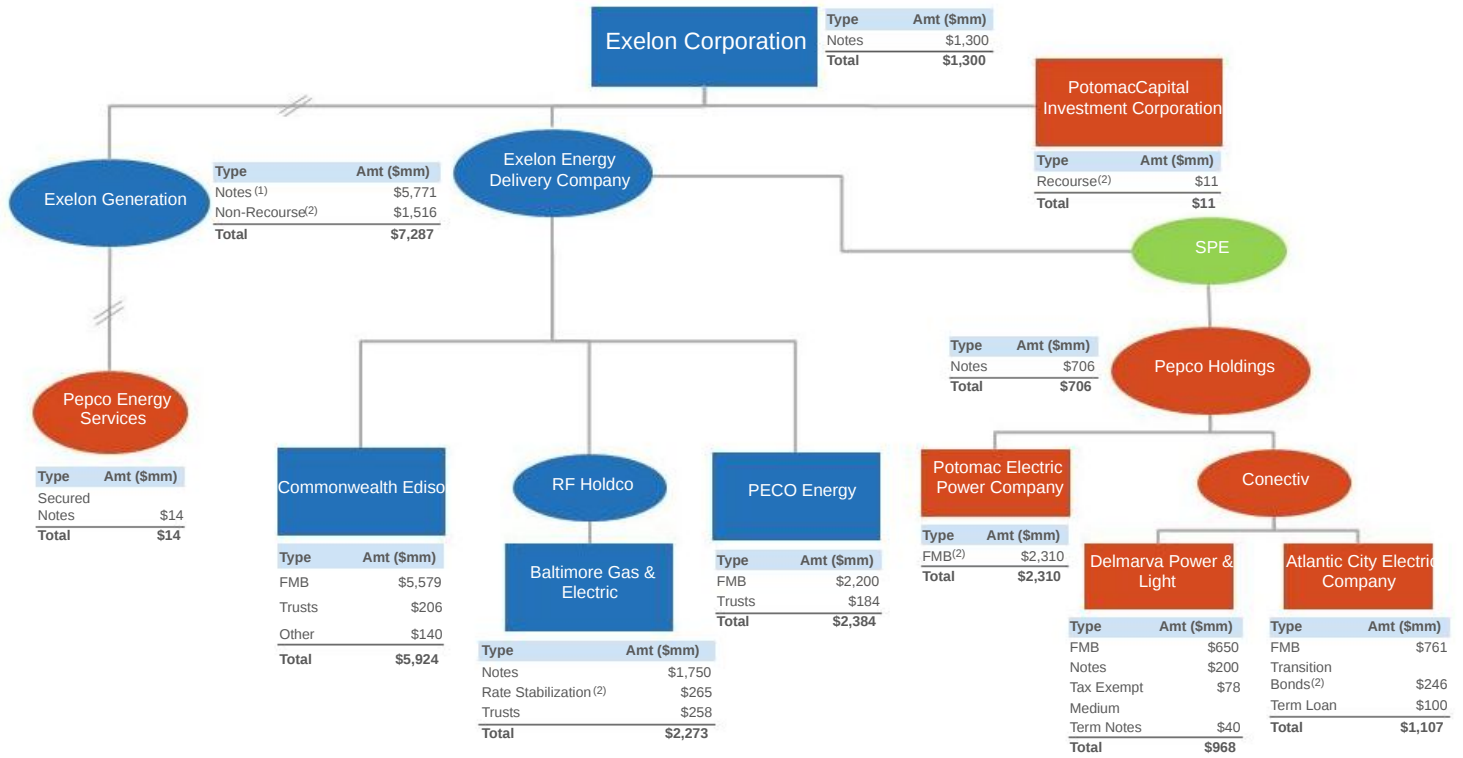 Exelon Corporation
Type Amt ($mm)
Notes $1,300
Total $1,300
PotomacCapital
Investment Corporation
Type Amt ($mm)
Recourse(2) $11
Total $11
Exelon Generation
Type Amt ($mm)
Notes (1) $5,771
Non-Recourse(2) $1,516
Total $7,287
Exelon Energy
Delivery Company
SPE
Pepco Energy
Services
Type Amt ($mm)
Secured
Notes $14
Total $14
Type Amt ($mm)
Notes $706
Total $706
Pepco Holdings
Commonwealth Ediso
Type Amt ($mm)
FMB $5,579
Trusts $206
Other $140
Total $5,924
RF Holdco
Baltimore Gas &
Electric
Type Amt ($mm)
Notes $1,750
Rate Stabilization (2) $265
Trusts $258
Total $2,273
PECO Energy
Type Amt ($mm)
FMB $2,200
Trusts $184
Total $2,384
Potomac Electric
Power Company
Type Amt ($mm)
FMB(2) $2,310
Total $2,310
Conectiv
Delmarva Power &
Light
Type Amt ($mm)
FMB $650
Notes $200
Tax Exempt $78
Medium
Term Notes $40
Total $968
Atlantic City Electric
Company
Type Amt ($mm)
FMB $761
Transition
Bonds(2) $246
Term Loan $100
Total $1,107